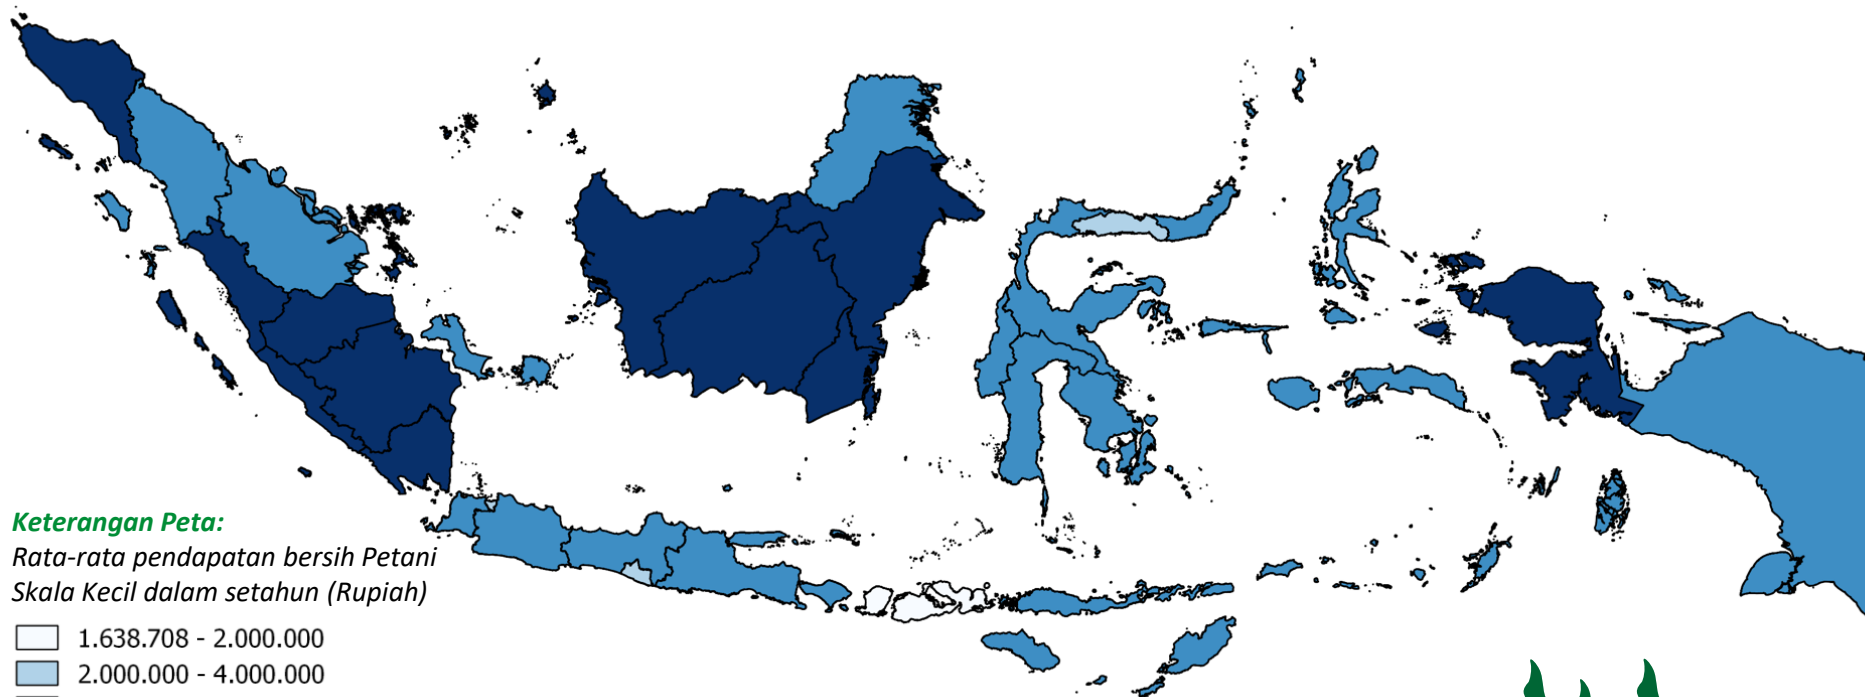 Keterangan Peta:
Rata-rata pendapatan bersih Petani
Skala Kecil dalam setahun (Rupiah)
1.638.708 - 2.000.000
2.000.000 - 4.000.000